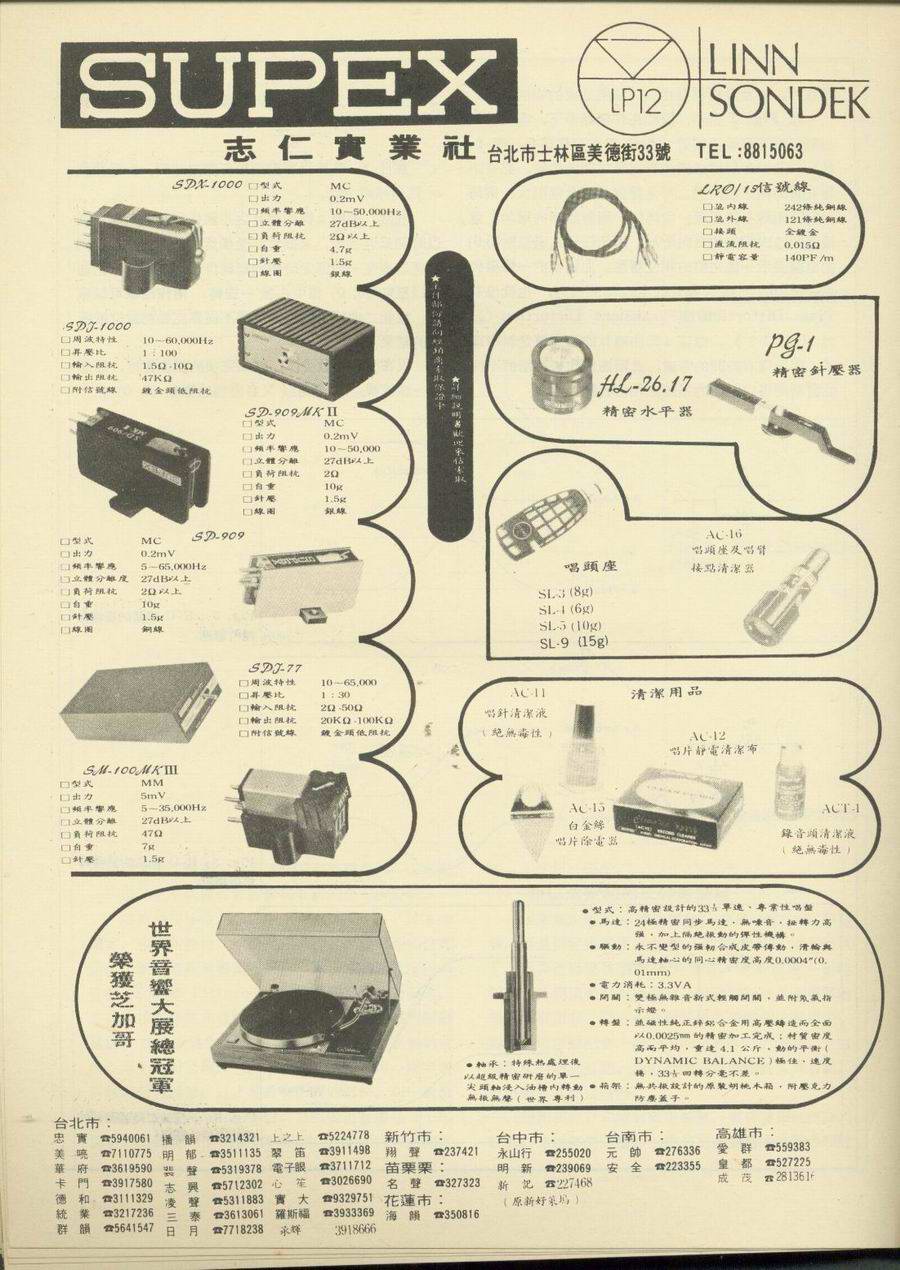 SUPEX
LP12
LINN
SONDEK
志仁實業社 台北市士林區美德街33號 TEL:8815063
SDX-1000
□型式 MC
□出力 0.2mV
□頻率響應 10～50,000Hz
□立體分離 27dB以上
□負荷阻抗 2Ω以上
□自重 4.7g
□針壓 1.5g
□線圈 銀線
SDJ-1000
□周波特性 10～60,000Hz
□昇壓比 1：100
□輸入阻抗 1.5Ω-10Ω
□輸出阻抗 47KΩ
□附信號線 鍍金頭低阻抗
SD-909MKⅡ
□型式 MC
□出力 0.2mV
□頻率響應 10～50,000
□立體分離 27dB以上
□負荷阻抗 2Ω
□自重 10g
□針壓 1.5g
□線圈 銀線
SD-909
□型式 MC
□出力 0.2mV
□頻率響應 5～65,000Hz
□立體分離度 27dB以上
□負荷阻抗 2Ω以上
□自重 10g
□針壓 1.5g
□線圈 銅線
SDJ-77
□周波特性 10～65,000
□昇壓比 1：30
□輸入阻抗 2Ω-50Ω
□輸出阻抗 20KΩ-100KΩ
□附信號線 鍍金頭低阻抗
SM-100MKⅢ
□型式 MM
□出力 5mV
□頻率響應 5～35,000Hz
□立體分離 27dB以上
□負荷阻抗 47Ω
□自重 7g
□針壓 1.5g
★詳細說明書歡迎來信索取
信號線
□芯內線 242條純銅線
□芯外線 121條純銅線
□接頭 全鍍金
□直流阻抗 0.015Ω
□靜電容量 140PF/m
HL-26.17
精密水平器
PG-1
精密針壓器
唱頭座
SL-3 (8g)
SL-4 (6g)
SL-5 (10g)
SL-9 (15g)
AC-16
唱頭座及唱臂
接點清潔器
清潔用品
AC-11
唱針清潔液
（絶無毒性）
AC-12
唱片靜電清潔布
AC-15
白金絲
唱片除電器
ACT-1
錄音頭清潔液
（絶無毒性）
世界音響大展總冠軍
榮獲芝加哥
●軸承：特殊熱處理後
以超級精密研磨的單一
尖頭軸浸入油槽內轉動
無振無聲（世界專利）
●型式：高精密設計的33⅓單速、專業性唱盤
●馬達：24極精密同步馬達，無噪音，扭轉力高
強，加上隔絶振動的彈性機構。
●驅動：永不變型的強韌合成皮帶傳動，滑輪與
馬達軸心的同心精密度高度0.0004"(0.
01mm)
●電力消耗：3.3VA
●開關：雙極無雜音新式輕觸開關，並附氖氣指
示燈。
●轉盤：並磁性純正鋅鋁合金用高壓鑄造而全面
以0.0025mm的精密加工完成；材質密度
高而平均，重達4.1公斤，動的平衡(
DYNAMIC BALANCE)極佳，速度
穩，33⅓回轉分毫不差。
●箱架：無共振設計的原裝胡桃木箱，附壓克力
防塵蓋子。
台北市：
忠實 ☎5940061 播韻 ☎3214321 上之上 ☎5224778
美曉 ☎7110775 明郁 ☎3511135 翠笛 ☎3911498
華府 ☎3619590 裴聲 ☎5319378 電子眼 ☎3711712
卡門 ☎3917580 志興 ☎5712302 心笙 ☎3026690
德和 ☎3111329 凌聲 ☎5311883 實大 ☎9329751
統業 ☎3217236 三泰 ☎3613061 羅斯福 ☎3933369
群韻 ☎5641547 日月 ☎7718238 永輝 3918666
新竹市：
翔聲 ☎237421
苗栗栗：
名聲 ☎327323
花蓮市：
海韻 ☎350816
台中市：
永山行 ☎255020
明新 ☎239069
新記 ☎227468
台南市：
元帥 ☎276336
安全 ☎223355
高雄市：
愛群 ☎559383
皇都 ☎527225
成茂 ☎2813616